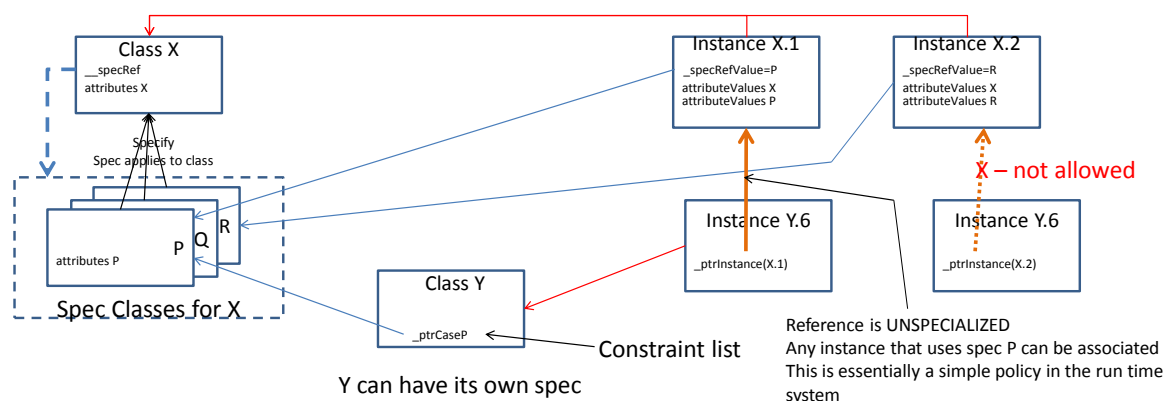 Class X
__specRef
attributes X
Instance X.1
_specRefValue=P
attributeValues X
attributeValues P
Instance X.2
_specRefValue=R
attributeValues X
attributeValues R
Specify
Spec applies to class
X – not allowed
R
Q
P
attributes P
Spec Classes for X
Instance Y.6
_ptrInstance(X.1)
Instance Y.6
_ptrInstance(X.2)
Class Y
_ptrCaseP
Constraint list
Y can have its own spec
Reference is UNSPECIALIZED
Any instance that uses spec P can be associated
This is essentially a simple policy in the run time
system